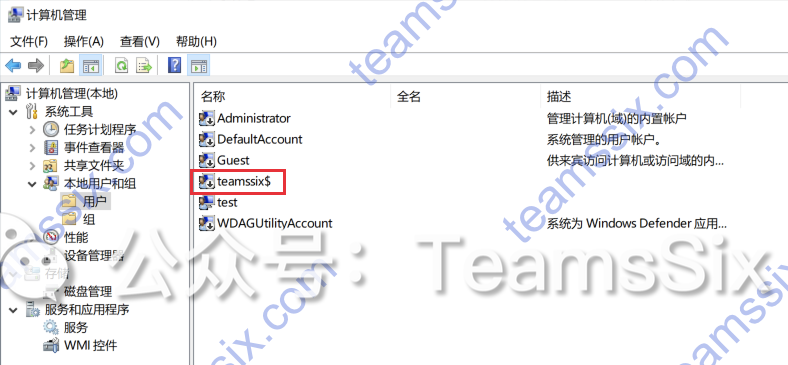 计算机管理
文件(F) 操作(A) 查看(V) 帮助(H)
计算机管理(本地)
系统工具
任务计划程序
事件查看器
共享文件夹
本地用户和组
用户
组
性能
设备管理器
存储
磁盘管理
服务和应用程序
服务
WMI 控件
名称 全名 描述
Administrator 管理计算机(域)的内置帐户
DefaultAccount 系统管理的用户帐户。
Guest 供来宾访问计算机或访问域的内...
teamssix$
test
WDAGUtilityAccount 系统为 Windows Defender 应用...
公众号：TeamsSix
teamssix.com
teamssix.com
teamssix.com